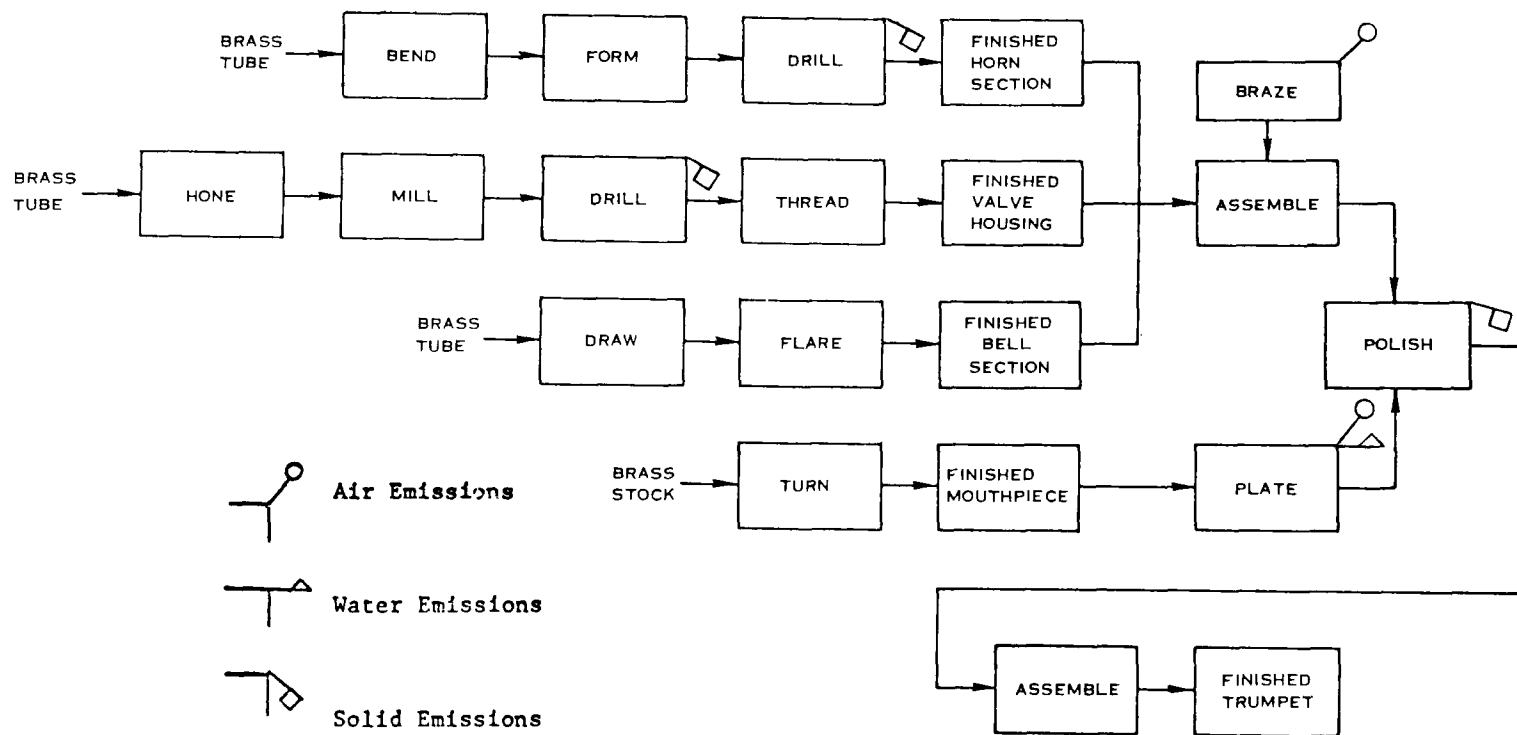 BRASS
TUBE
BEND
FORM
DRILL
FINISHED
HORN
SECTION
BRAZE
BRASS
TUBE
HONE
MILL
DRILL
THREAD
FINISHED
VALVE
HOUSING
ASSEMBLE
BRASS
TUBE
DRAW
FLARE
FINISHED
BELL
SECTION
POLISH
BRASS
STOCK
TURN
FINISHED
MOUTHPIECE
PLATE
Air Emissions
Water Emissions
Solid Emissions
ASSEMBLE
FINISHED
TRUMPET